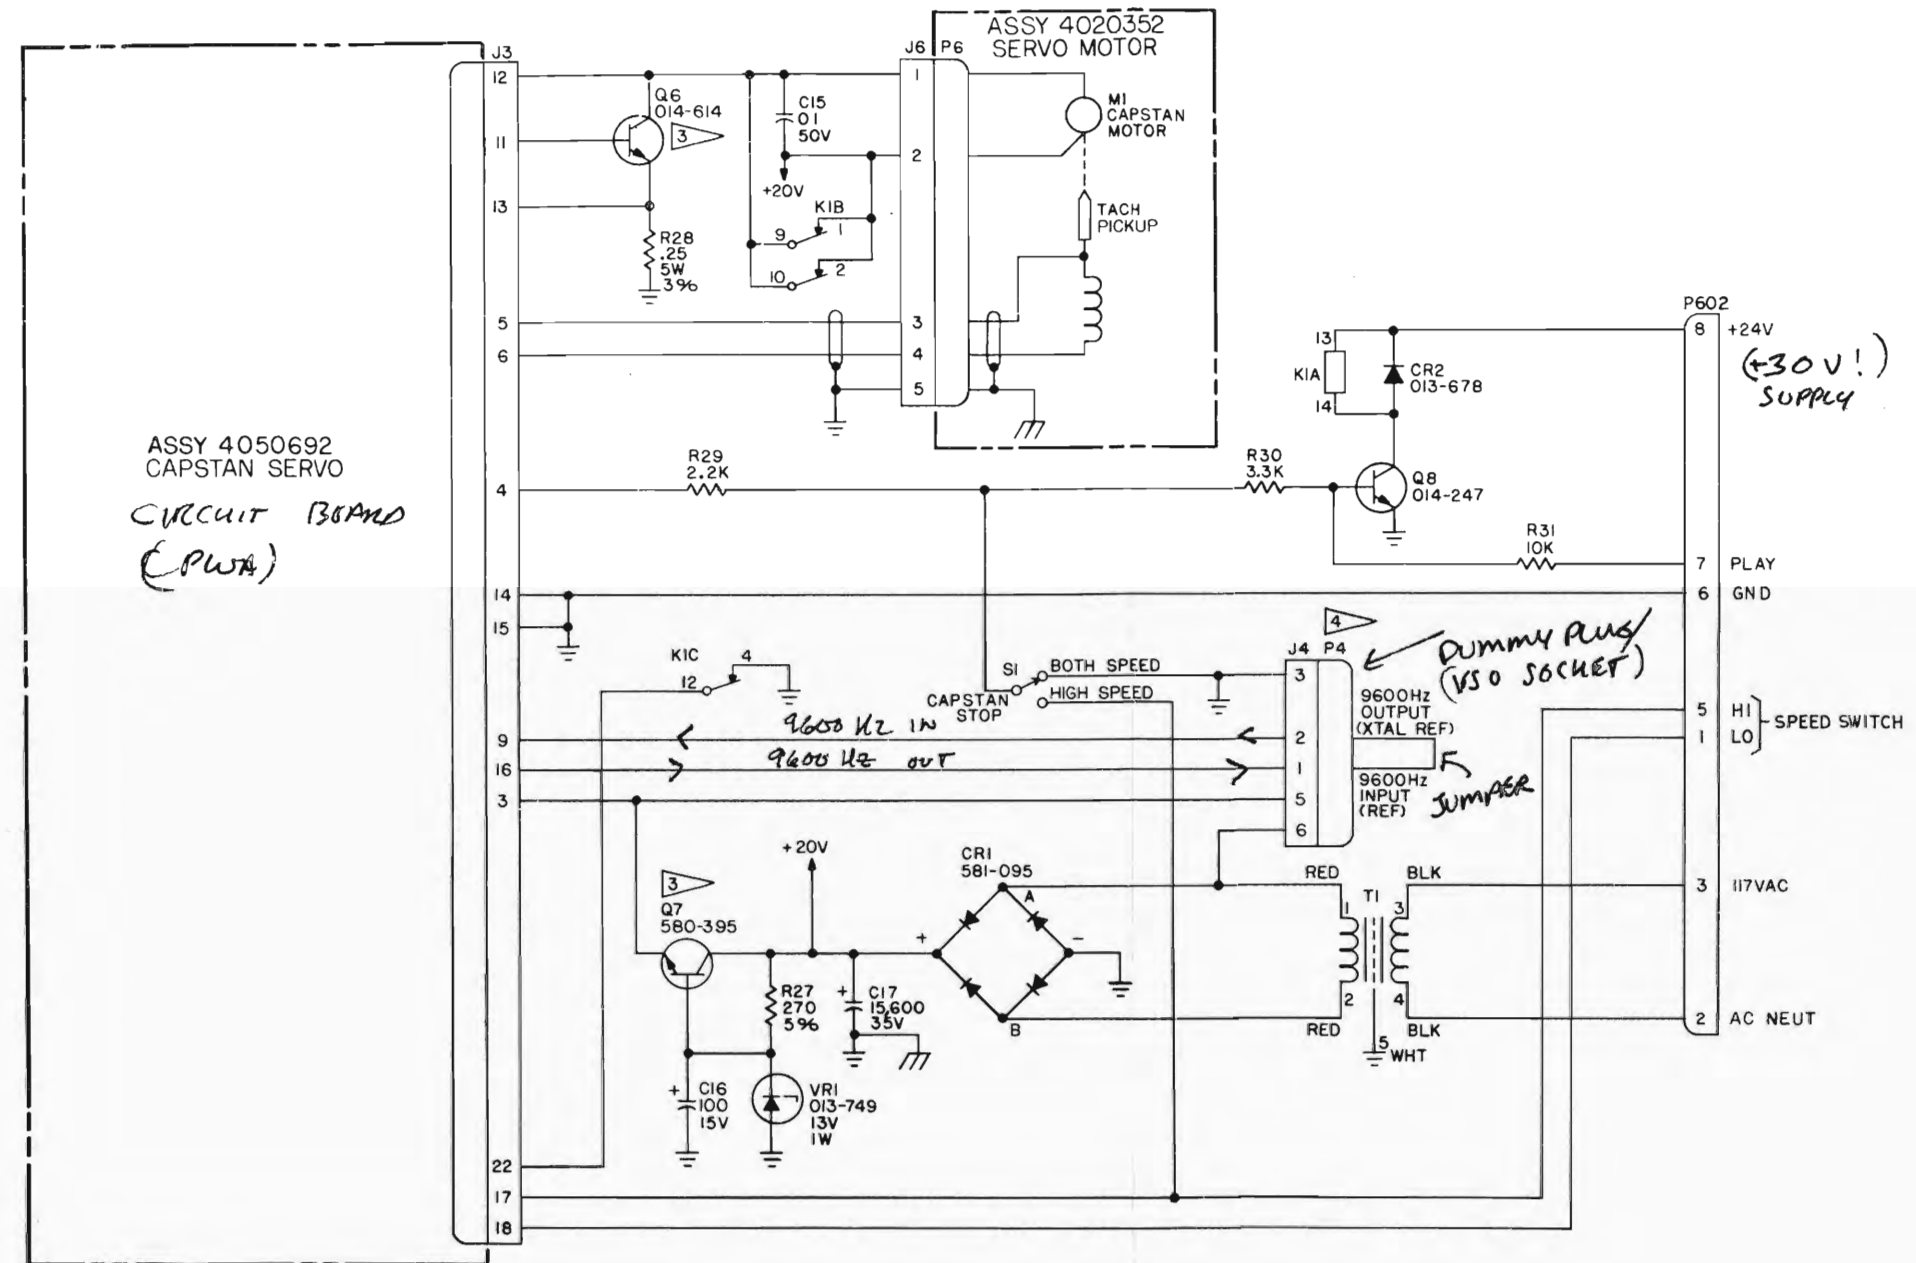 ASSY 4020352
SERVO MOTOR
J3
J6
P6
12
Q6
014-614
3
11
13
R28
.25
5W
3%
C15
01
50V
+20V
K1B
9
1
10
2
1
2
3
4
5
M1
CAPSTAN
MOTOR
TACH
PICKUP
5
6
ASSY 4050692
CAPSTAN SERVO
CIRCUIT BOARD
(PWA)
P602
8
+24V
(+30V!)
SUPPLY
13
K1A
14
CR2
013-678
4
R29
2.2K
R30
3.3K
Q8
014-247
R31
10K
7
PLAY
6
GND
14
15
4
J4
P4
DUMMY PLUG/
(VSO SOCKET)
K1C
4
12
S1
BOTH SPEED
HIGH SPEED
CAPSTAN
STOP
3
9600Hz
OUTPUT
(XTAL REF)
5
HI
1
LO
SPEED SWITCH
9
9600 HZ IN
2
16
9600 HZ OUT
1
3
5
6
9600HZ
INPUT
(REF)
JUMPER
+20V
3
Q7
580-395
CR1
581-095
A
+
-
B
RED
BLK
T1
1
3
2
4
RED
BLK
5
WHT
3
117VAC
2
AC NEUT
R27
270
5%
+
C17
15,600
35V
+
C16
100
15V
VR1
013-749
13V
1W
22
17
18